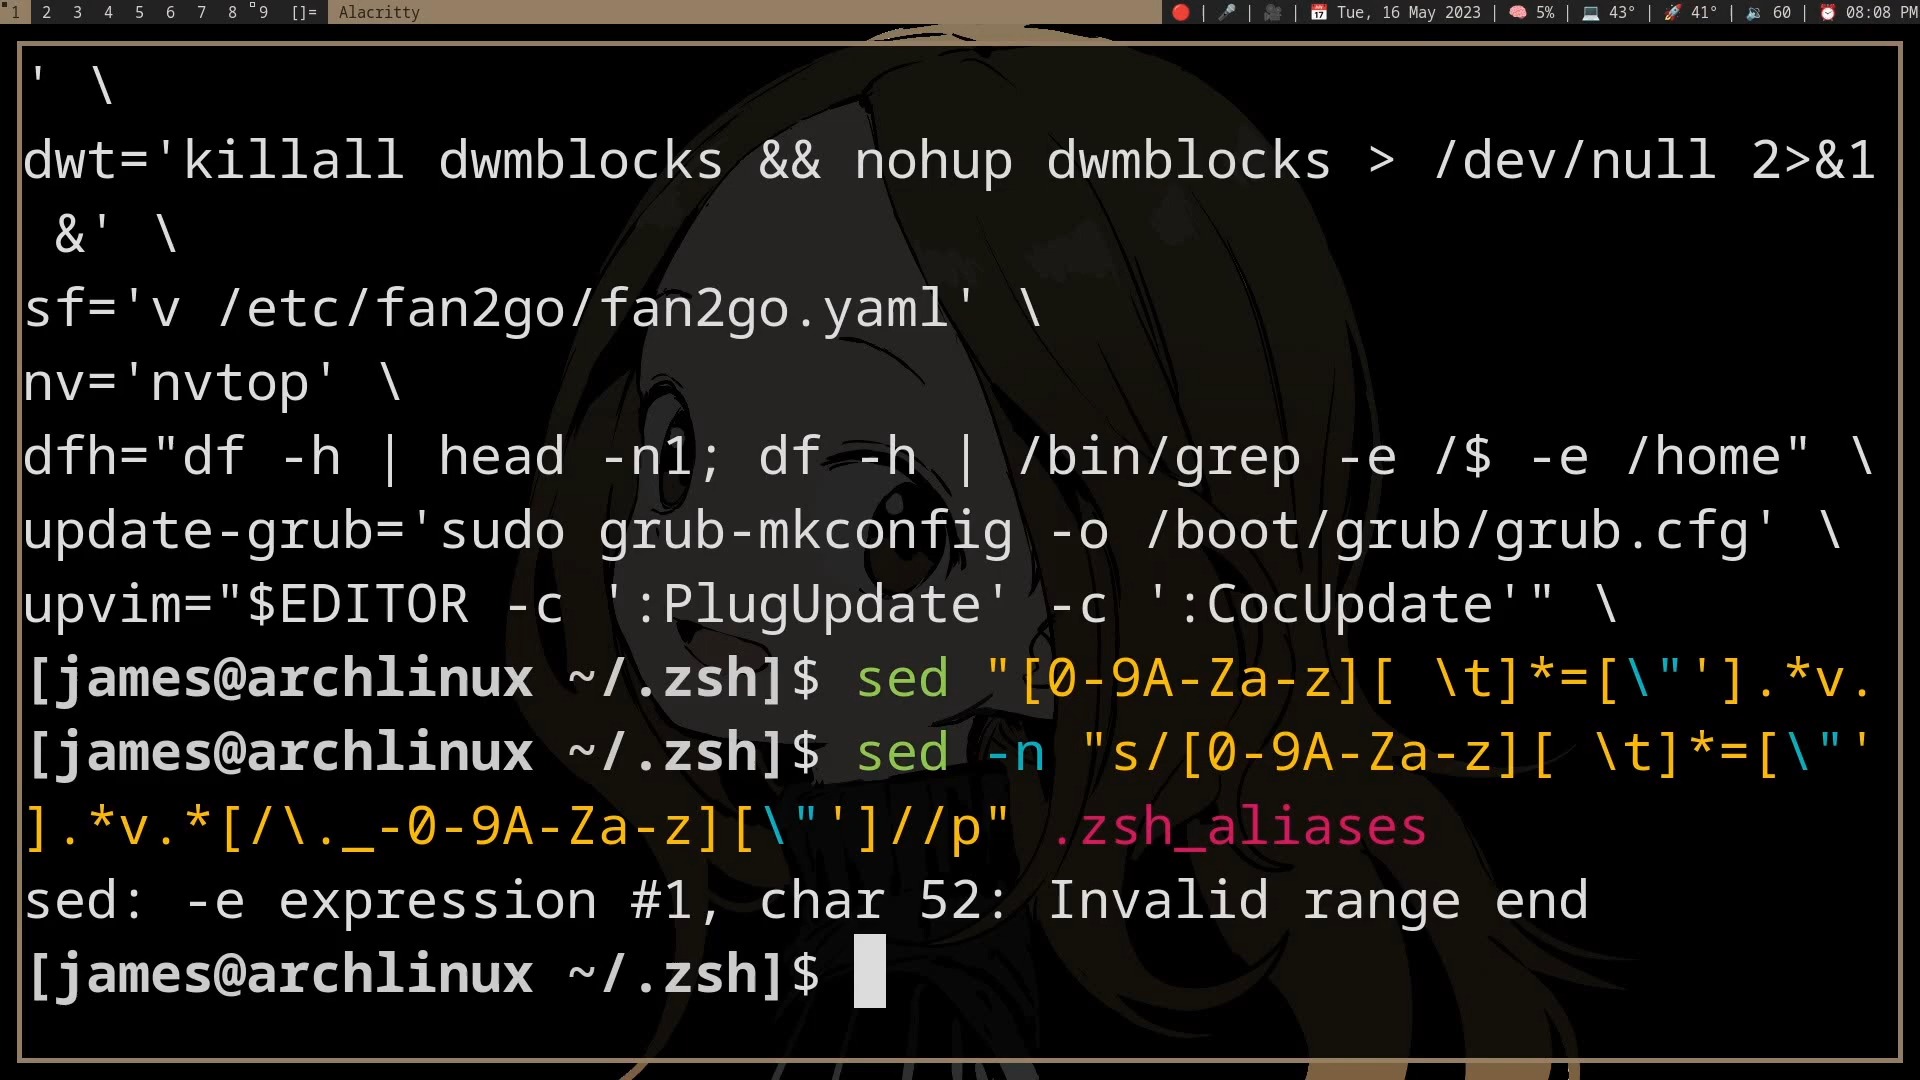 1 2 3 4 5 6 7 8 9 []= Alacritty | | | Tue, 16 May 2023 | 5% | 43° | 41° | 60 | 08:08 PM
' \
dwt='killall dwmblocks && nohup dwmblocks > /dev/null 2>&1
 &' \
sf='v /etc/fan2go/fan2go.yaml' \
nv='nvtop' \
dfh="df -h | head -n1; df -h | /bin/grep -e /$ -e /home" \
update-grub='sudo grub-mkconfig -o /boot/grub/grub.cfg' \
upvim="$EDITOR -c ':PlugUpdate' -c ':CocUpdate'" \
[james@archlinux ~/.zsh]$ sed "[0-9A-Za-z][ \t]*=[\"'].*v.
[james@archlinux ~/.zsh]$ sed -n "s/[0-9A-Za-z][ \t]*=[\"'
].*v.*[/\._-0-9A-Za-z][\"']//p" .zsh_aliases
sed: -e expression #1, char 52: Invalid range end
[james@archlinux ~/.zsh]$